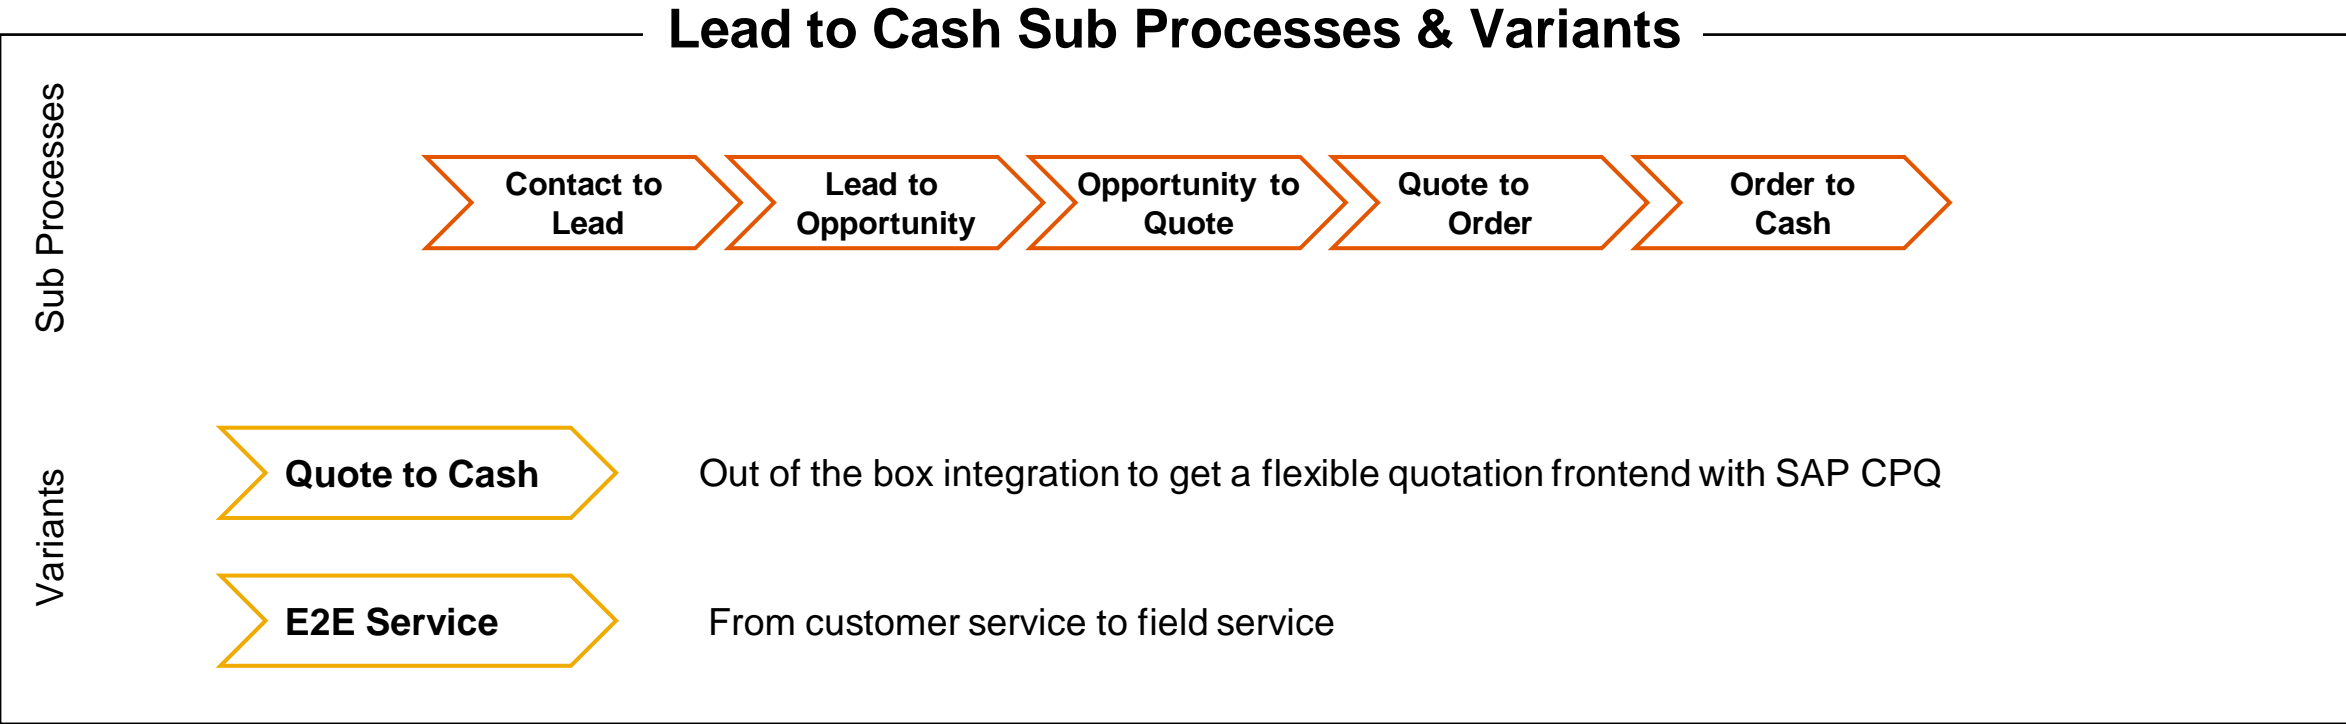 Lead to Cash Sub Processes & Variants
Sub Processes
Contact to
Lead
Lead to
Opportunity
Opportunity to
Quote
Quote to
Order
Order to
Cash
Variants
Quote to Cash
Out of the box integration to get a flexible quotation frontend with SAP CPQ
E2E Service
From customer service to field service